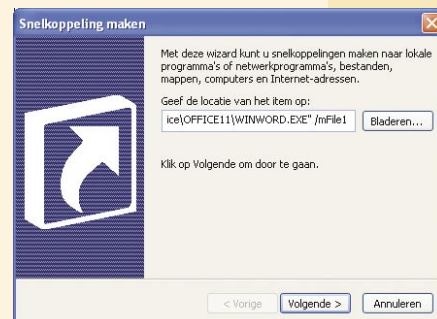 Snelkoppeling maken
Met deze wizard kunt u snelkoppelingen maken naar lokale
programma's of netwerkprogramma's, bestanden,
mappen, computers en Internet-adressen.
Geef de locatie van het item op:
ice\OFFICE11\WINWORD.EXE" /mFile1
Bladeren...
Klik op Volgende om door te gaan.
< Vorige
Volgende >
Annuleren